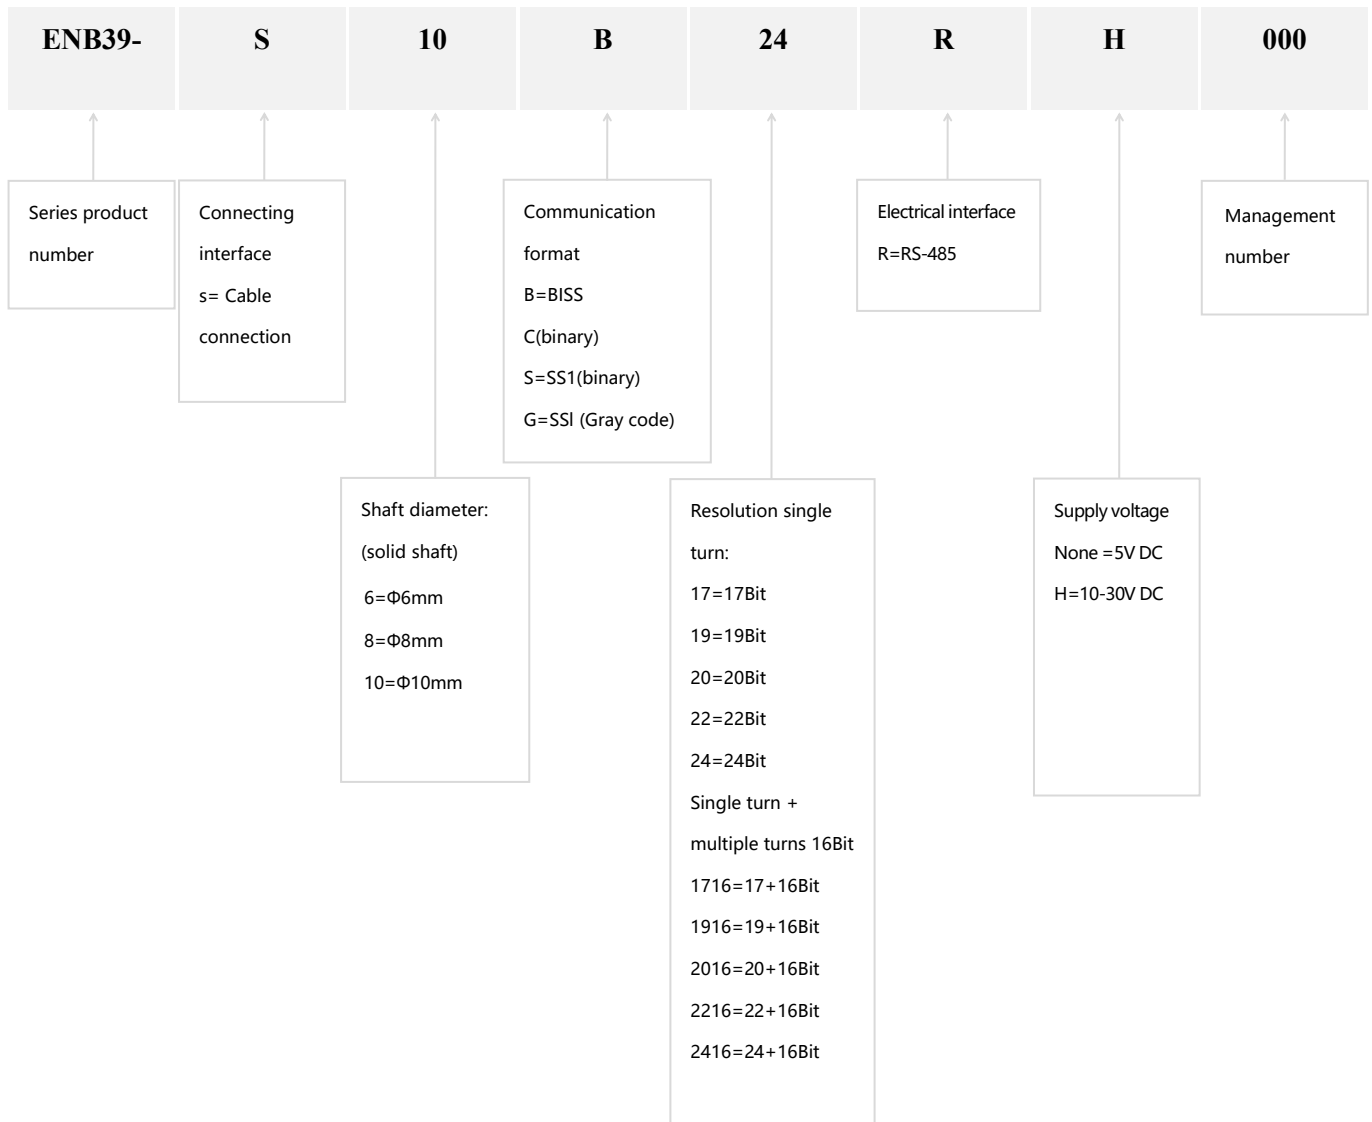 ENB39- S 10 B 24 R H 000
Series product
number
Connecting
interface
s= Cable
connection
Communication
format
B=BISS
C(binary)
S=SS1(binary)
G=SSl (Gray code)
Electrical interface
R=RS-485
Management
number
Shaft diameter:
(solid shaft)
6=Φ6mm
8=Φ8mm
10=Φ10mm
Resolution single
turn:
17=17Bit
19=19Bit
20=20Bit
22=22Bit
24=24Bit
Single turn +
multiple turns 16Bit
1716=17+16Bit
1916=19+16Bit
2016=20+16Bit
2216=22+16Bit
2416=24+16Bit
Supply voltage
None =5V DC
H=10-30V DC